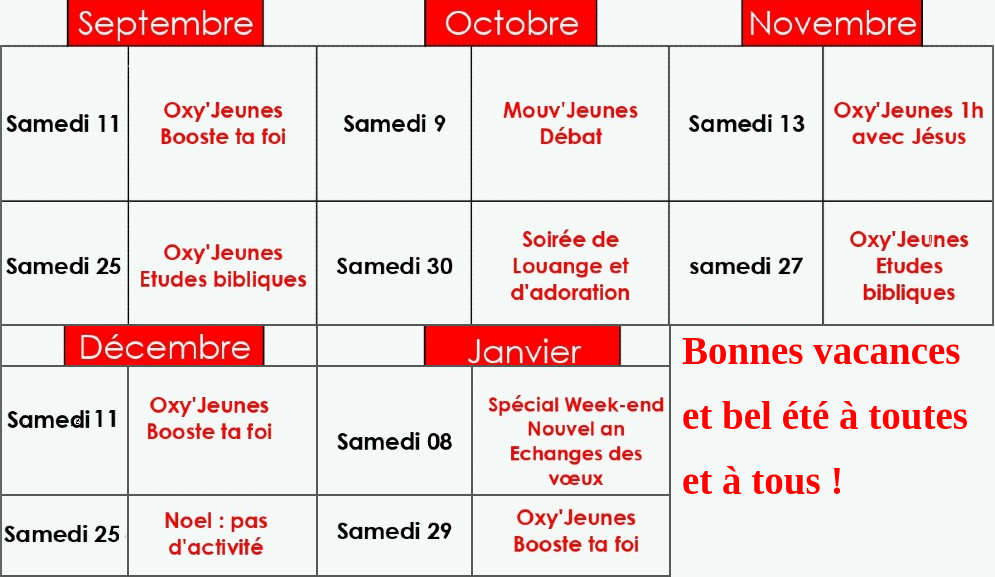 Septembre
Octobre
Novembre
Samedi 11
Oxy'Jeunes
Booste ta foi
Samedi 9
Mouv'Jeunes
Débat
Samedi 13
Oxy'Jeunes 1h
avec Jésus
Samedi 25
Oxy'Jeunes
Etudes bibliques
Samedi 30
Soirée de
Louange et
d'adoration
samedi 27
Oxy'Jeunes
Etudes
bibliques
Décembre
Janvier
Samedi 11
Oxy'Jeunes
Booste ta foi
Samedi 08
Spécial Week-end
Nouvel an
Echanges des
vœux
Samedi 25
Noel : pas
d'activité
Samedi 29
Oxy'Jeunes
Booste ta foi
Bonnes vacances
et bel été à toutes
et à tous !